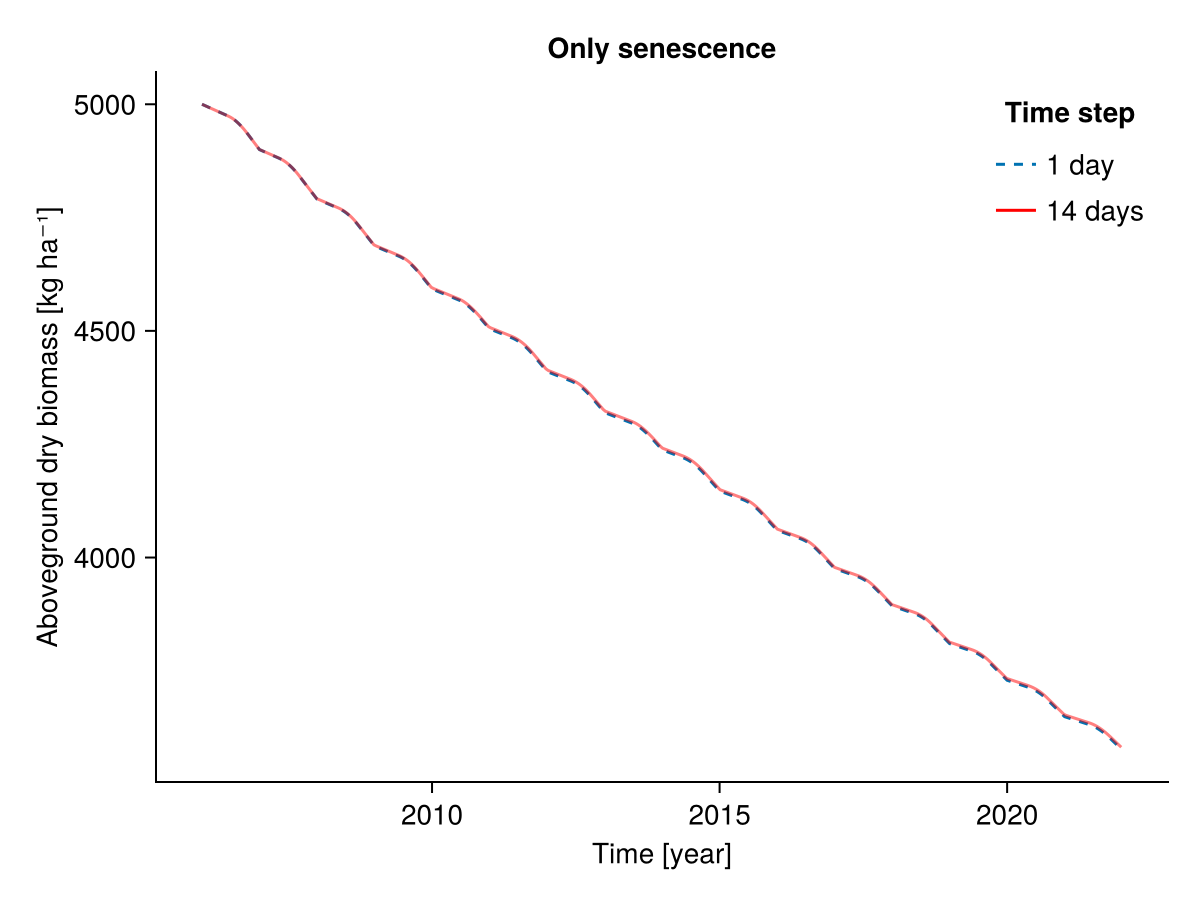 Only senescence
5000
4500
4000
Aboveground dry biomass [kg ha⁻¹]
Time step
1 day
14 days
2010
2015
2020
Time [year]